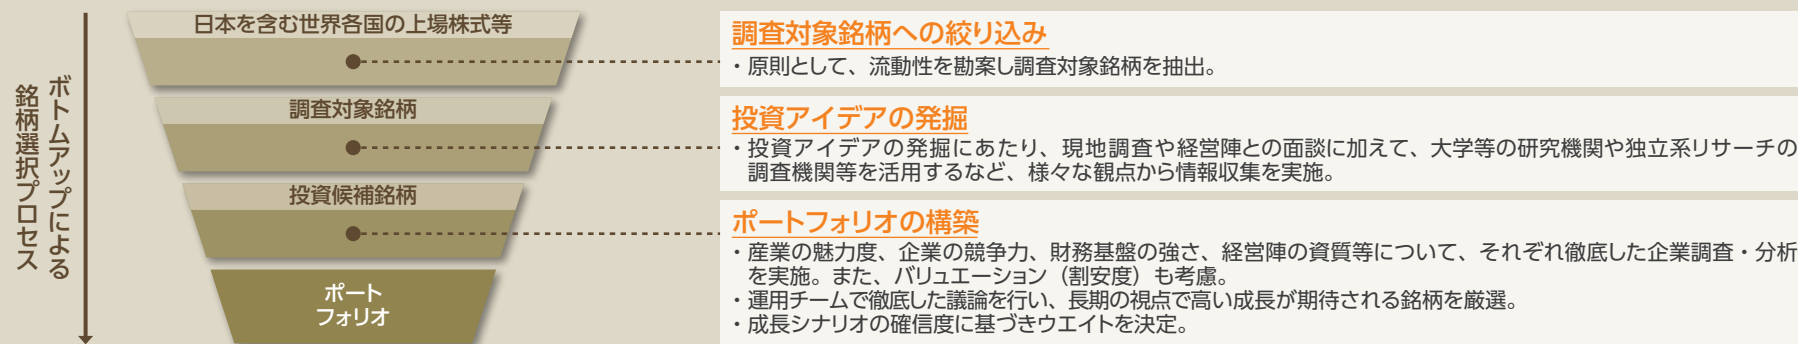 ボトムアップによる
銘柄選択プロセス
日本を含む世界各国の上場株式等
調査対象銘柄
投資候補銘柄
ポート
フォリオ
調査対象銘柄への絞り込み
・原則として、流動性を勘案し調査対象銘柄を抽出。
投資アイデアの発掘
・投資アイデアの発掘にあたり、現地調査や経営陣との面談に加えて、大学等の研究機関や独立系リサーチの
調査機関等を活用するなど、様々な観点から情報収集を実施。
ポートフォリオの構築
・産業の魅力度、企業の競争力、財務基盤の強さ、経営陣の資質等について、それぞれ徹底した企業調査・分析
を実施。また、バリュエーション（割安度）も考慮。
・運用チームで徹底した議論を行い、長期の視点で高い成長が期待される銘柄を厳選。
・成長シナリオの確信度に基づきウエイトを決定。